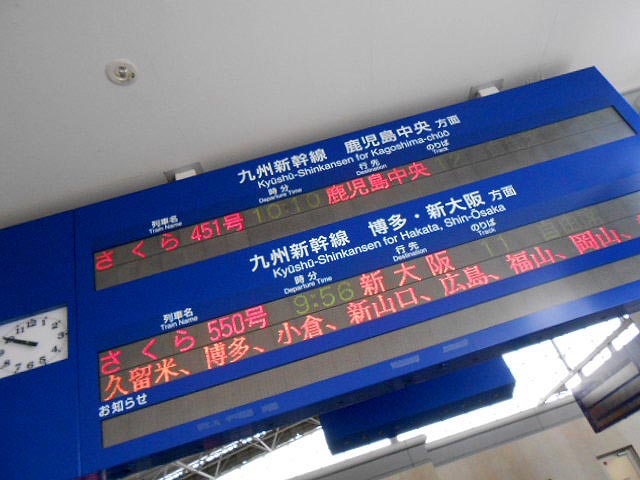 九州新幹線 鹿児島中央 方面
Kyūshū-Shinkansen for Kagoshima-chūō
列車名 時分 行先 のりば
Train Name Departure Time Destination Track
さくら 451号 10:10 鹿児島中央
九州新幹線 博多・新大阪 方面
Kyūshū-Shinkansen for Hakata, Shin-Ōsaka
列車名 時分 行先 のりば
Train Name Departure Time Destination Track
さくら 550号 9:56 新大阪 11
久留米、博多、小倉、新山口、広島、福山、岡山、
お知らせ